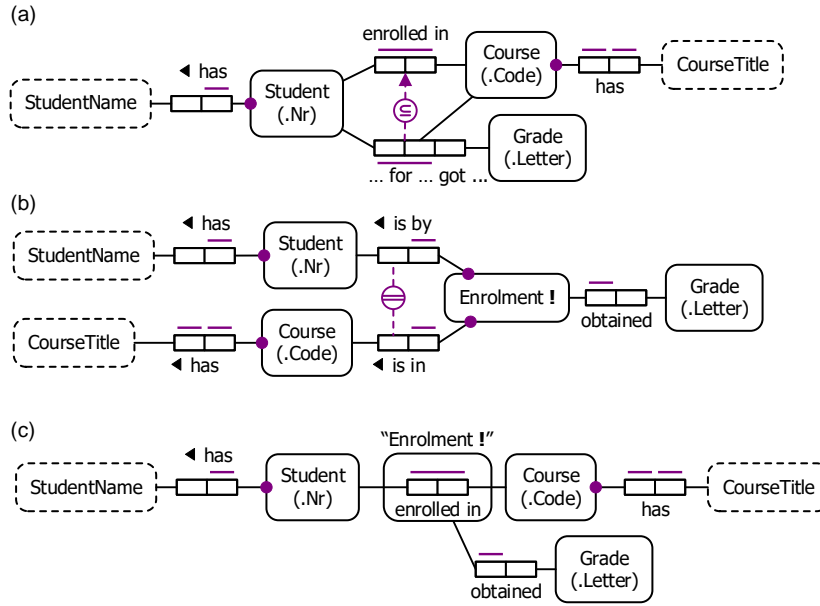 (a)
enrolled in
◄ has
Course
(.Code)
CourseTitle
StudentName
Student
(.Nr)
has
Grade
(.Letter)
... for ... got ...
(b)
◄ has
◄ is by
StudentName
Student
(.Nr)
Enrolment !
Grade
(.Letter)
obtained
CourseTitle
Course
(.Code)
◄ has
◄ is in
(c)
"Enrolment !"
◄ has
StudentName
Student
(.Nr)
enrolled in
Course
(.Code)
has
CourseTitle
obtained
Grade
(.Letter)